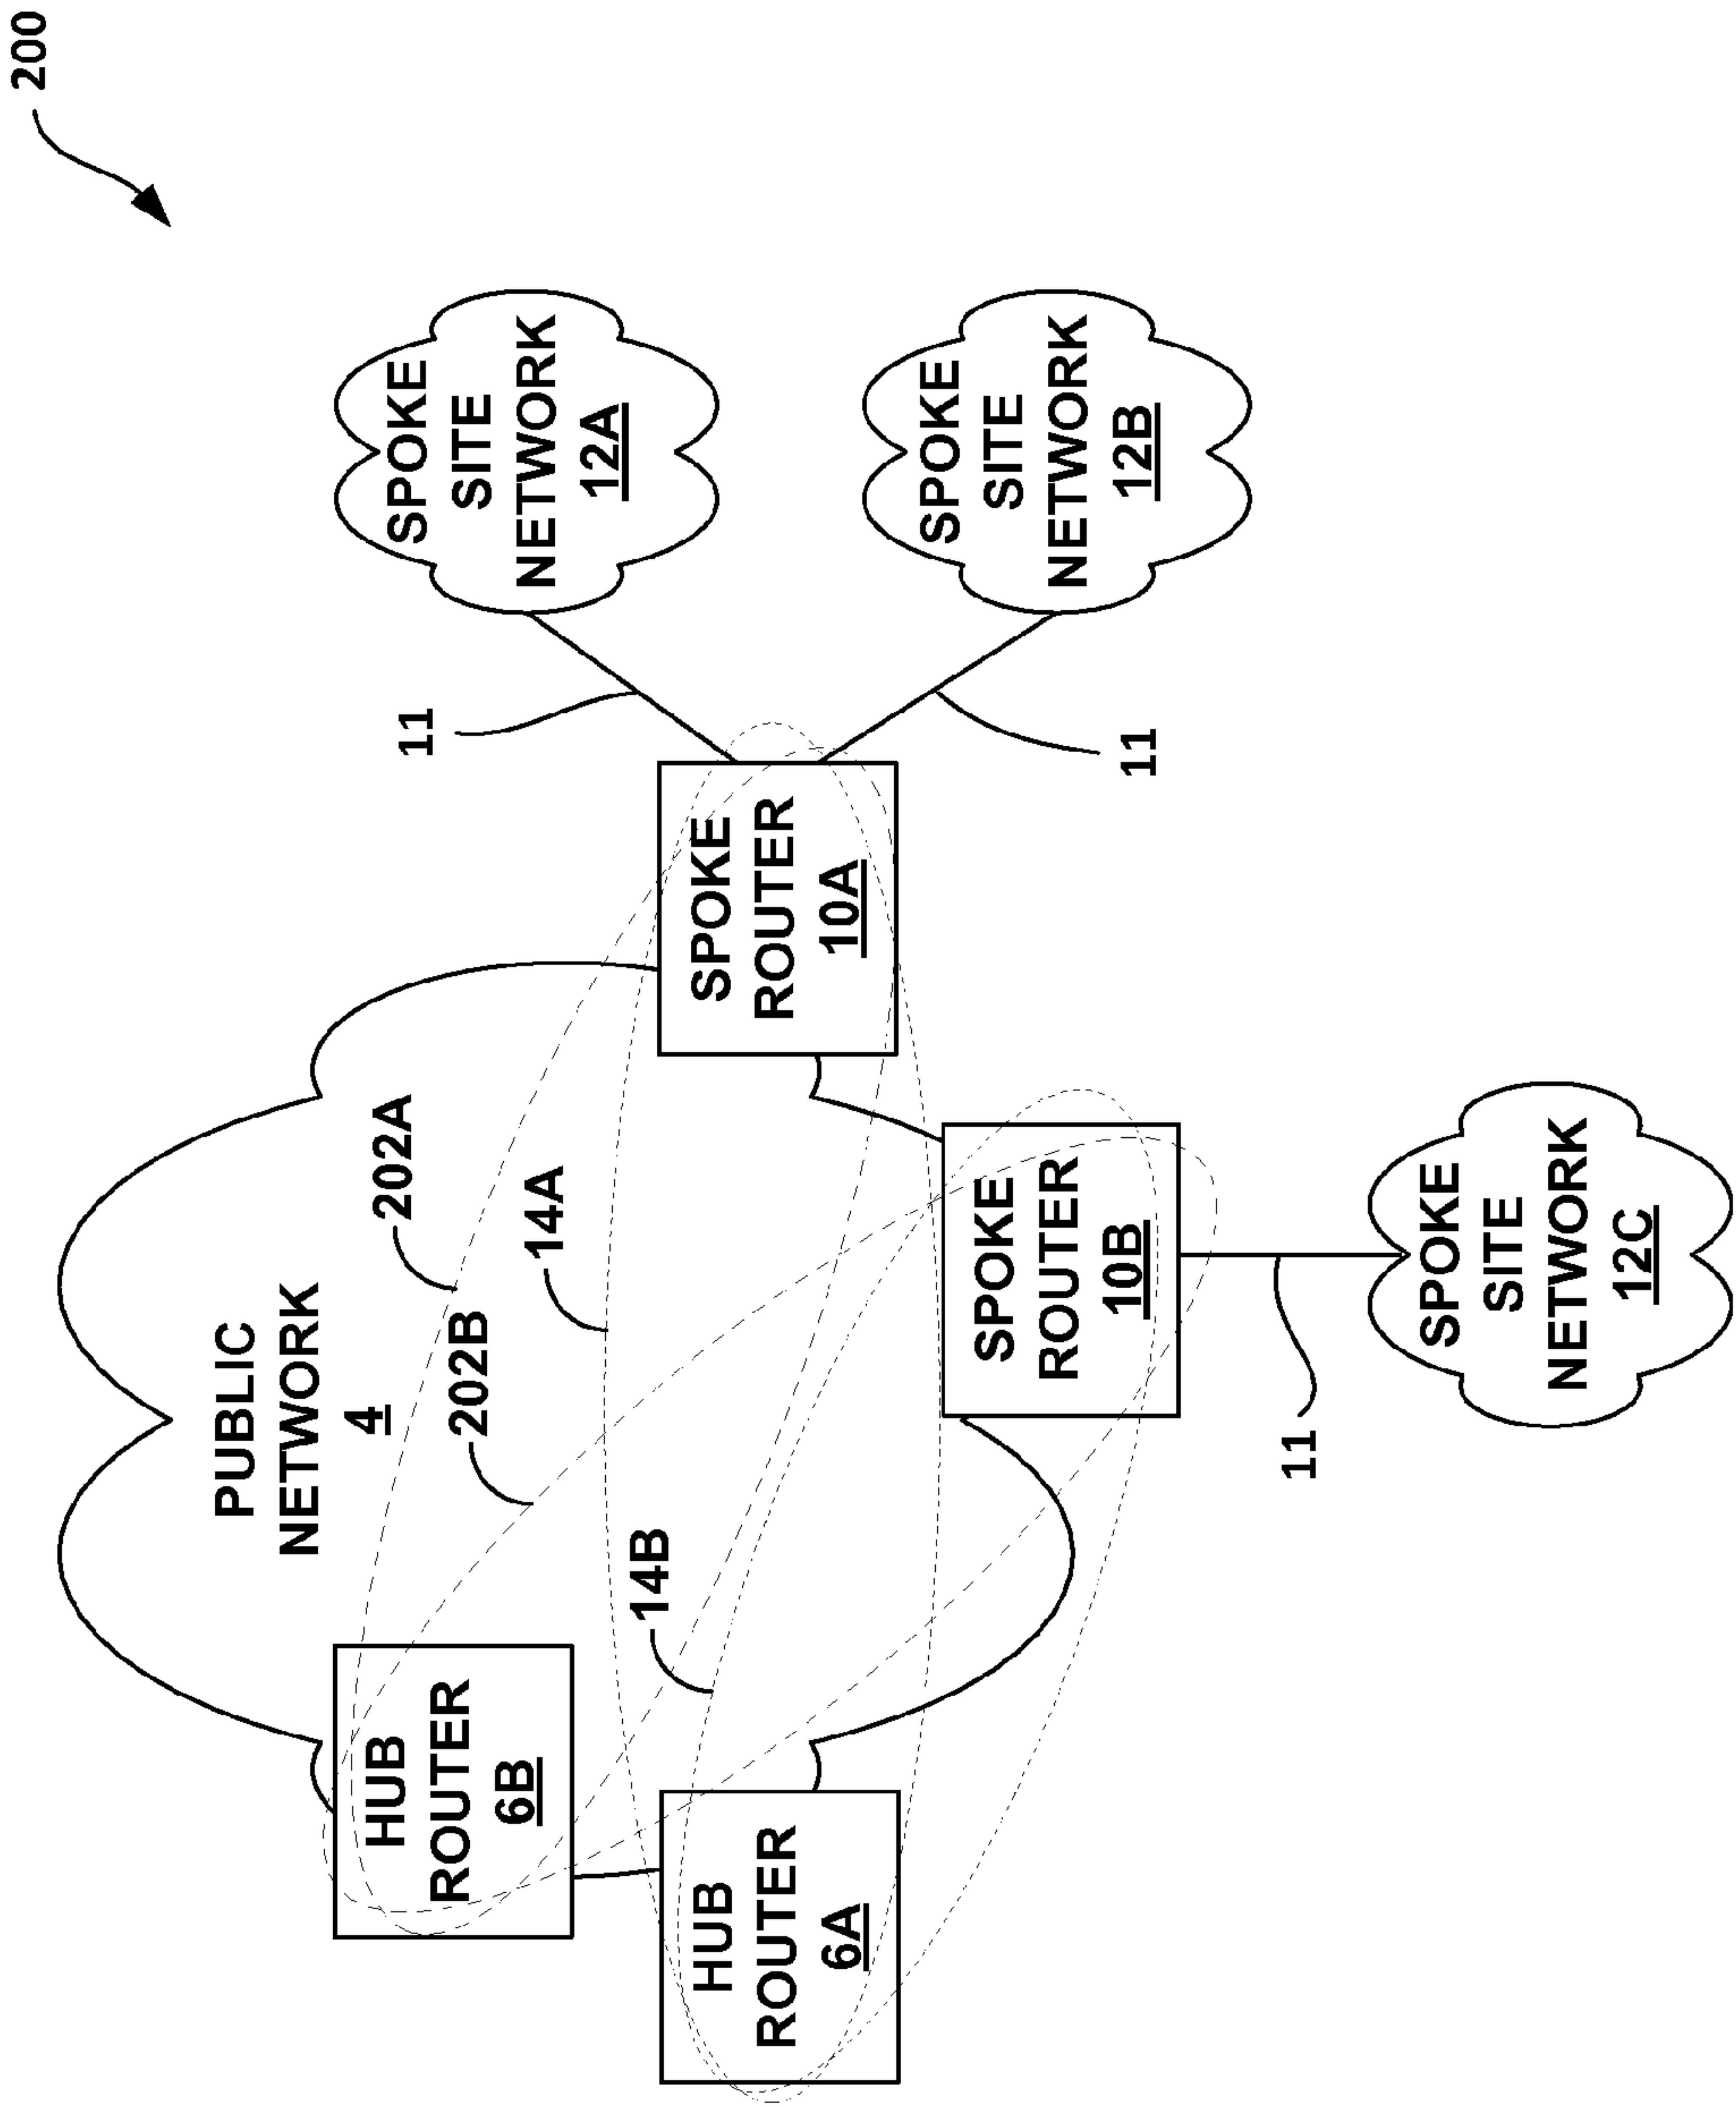 200
PUBLIC
NETWORK
4
202A
202B
14A
14B
HUB
ROUTER
6B
HUB
ROUTER
6A
SPOKE
ROUTER
10A
SPOKE
ROUTER
10B
11
11
11
SPOKE
SITE
NETWORK
12A
SPOKE
SITE
NETWORK
12B
SPOKE
SITE
NETWORK
12C